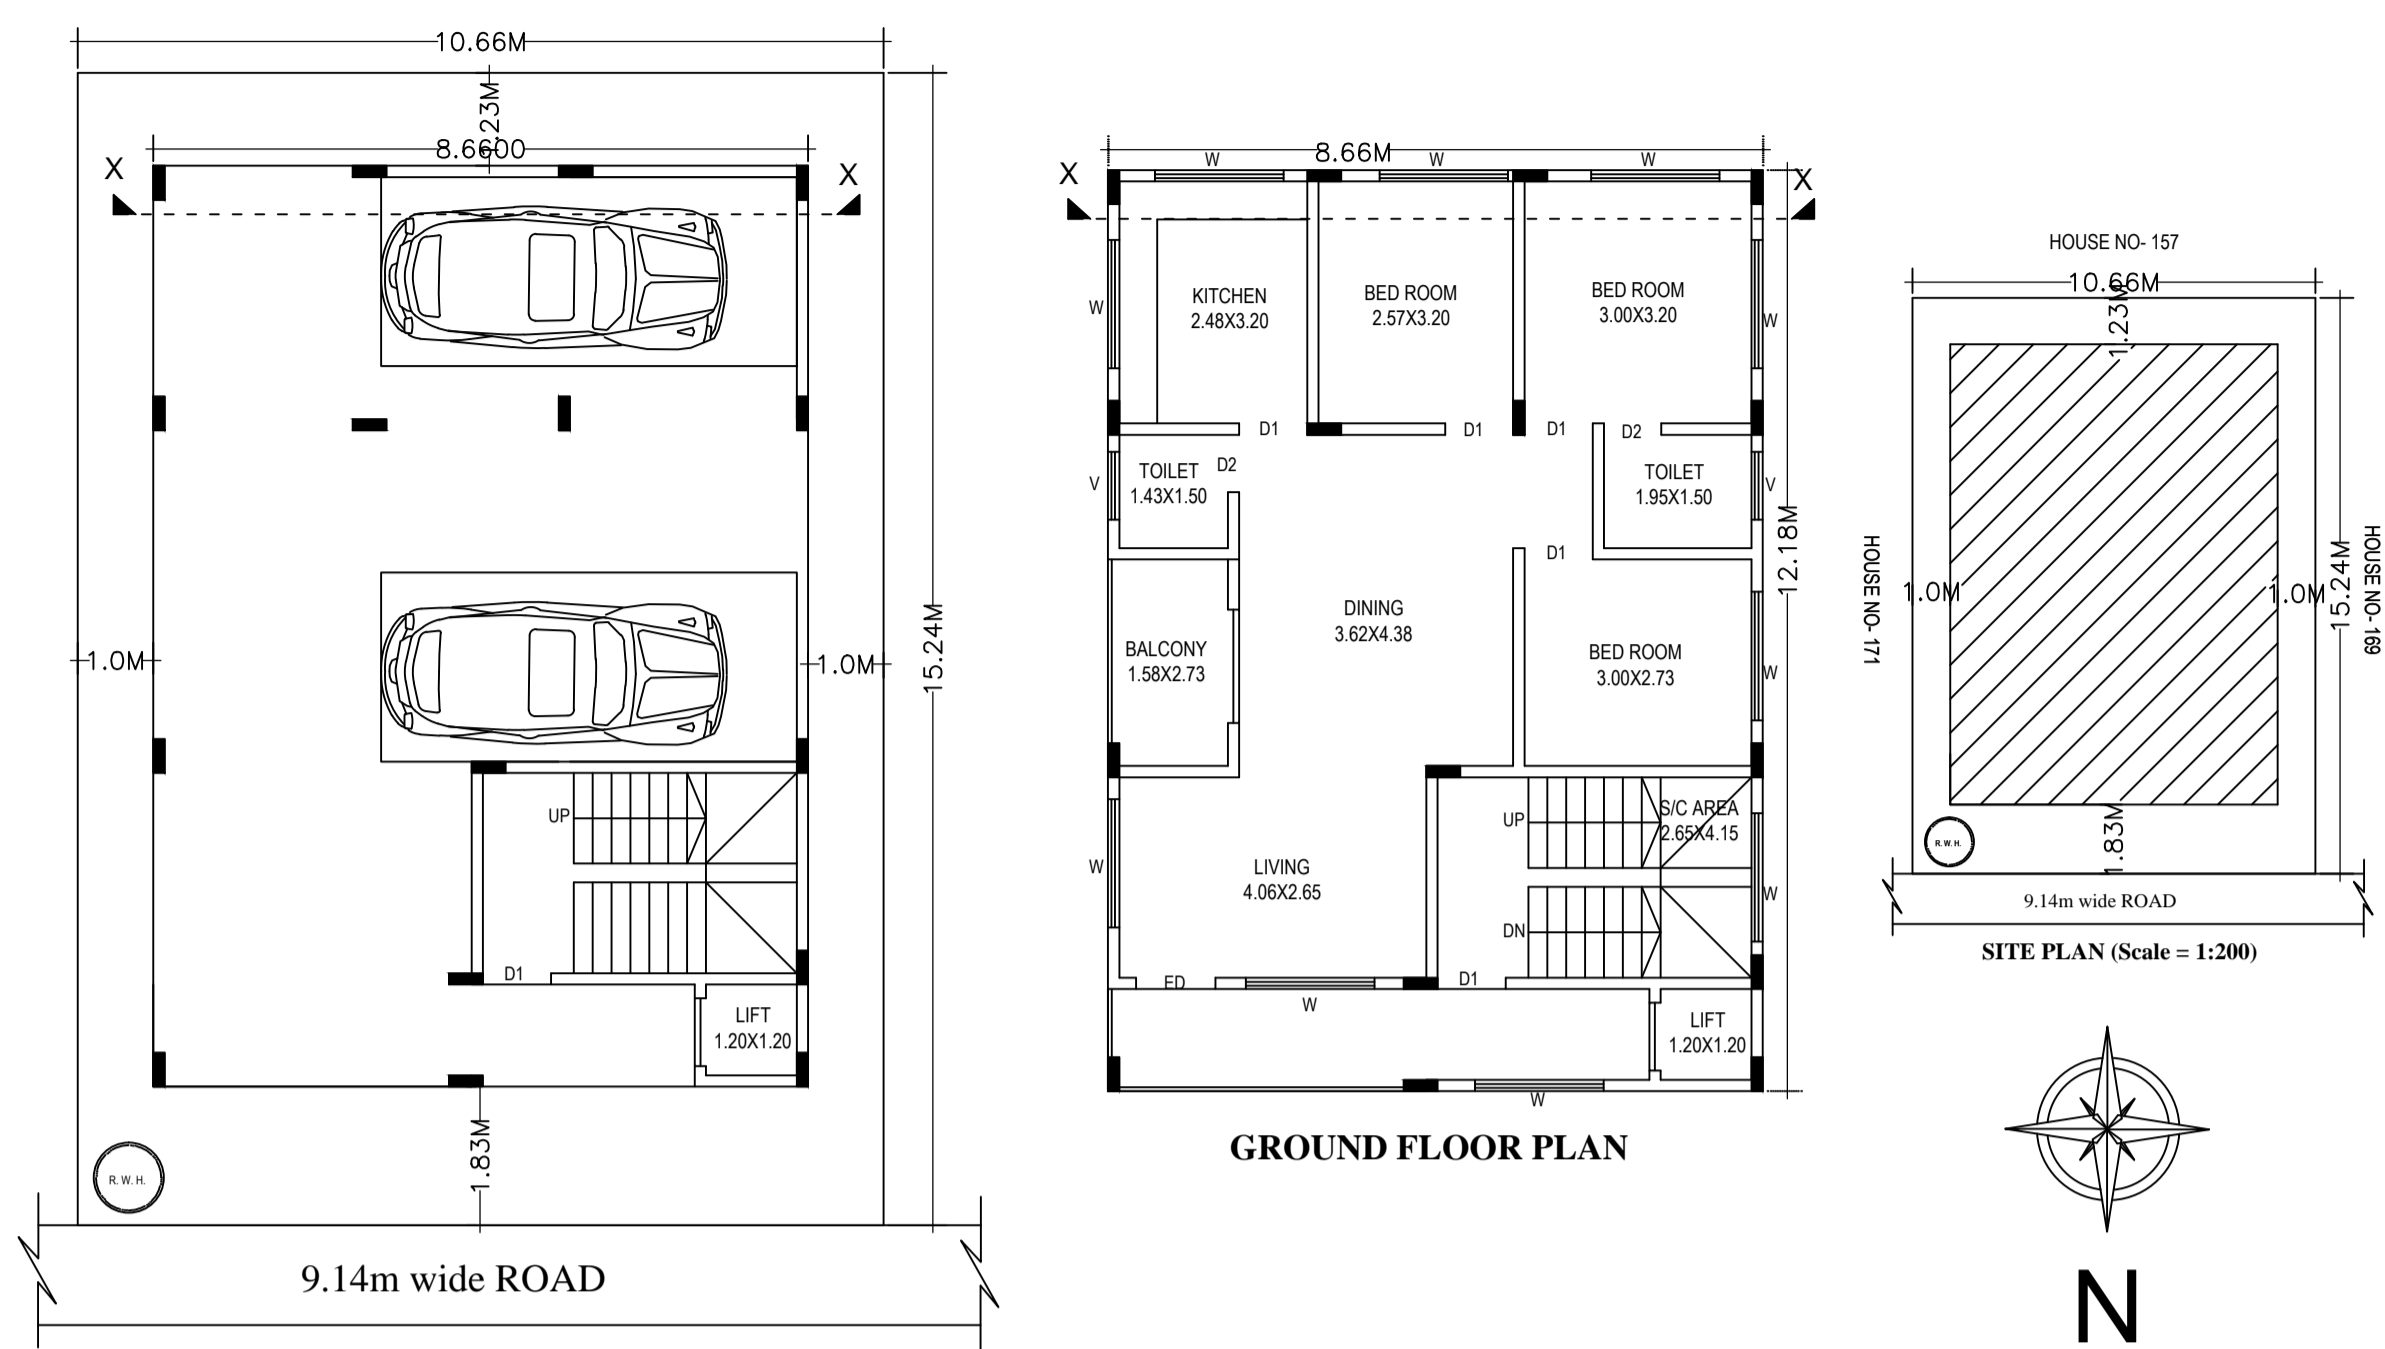 10.66M
1.23M
8.6600
X
X
1.0M
1.0M
15.24M
UP
D1
LIFT
1.20X1.20
1.83M
R. W. H.
9.14m wide ROAD
8.66M
W
W
W
X
X
KITCHEN
2.48X3.20
BED ROOM
2.57X3.20
BED ROOM
3.00X3.20
W
W
D1
D1
D1
D2
TOILET
1.43X1.50
D2
TOILET
1.95X1.50
V
V
12.18M
D1
DINING
3.62X4.38
BALCONY
1.58X2.73
BED ROOM
3.00X2.73
W
UP
S/C AREA
2.65X4.15
LIVING
4.06X2.65
W
W
DN
ED
W
D1
LIFT
1.20X1.20
W
GROUND FLOOR PLAN
HOUSE NO- 157
10.66M
1.23M
HOUSE NO- 171
1.0M
1.0M
15.24M
HOUSE NO- 169
1.83M
R. W. H.
9.14m wide ROAD
SITE PLAN (Scale = 1:200)
N